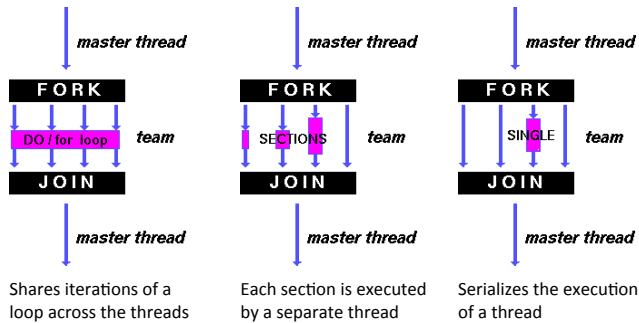 master thread
FORK
DO / for loop
team
JOIN
master thread
Shares iterations of a
loop across the threads
master thread
FORK
SECTIONS
team
JOIN
master thread
Each section is executed
by a separate thread
master thread
FORK
SINGLE
team
JOIN
master thread
Serializes the execution
of a thread